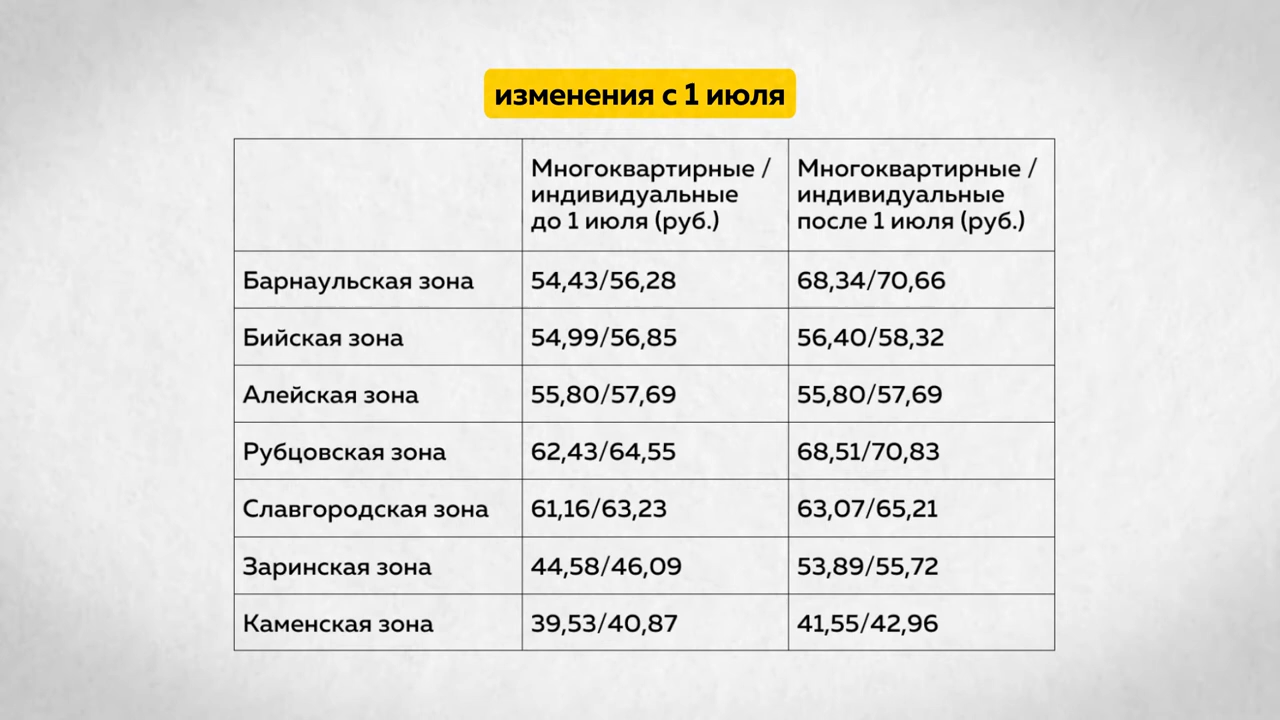 изменения с 1 июля
Многоквартирные /
индивидуальные
до 1 июля (руб.)
Многоквартирные /
индивидуальные
после 1 июля (руб.)
Барнаульская зона
54,43/56,28
68,34/70,66
Бийская зона
54,99/56,85
56,40/58,32
Алейская зона
55,80/57,69
55,80/57,69
Рубцовская зона
62,43/64,55
68,51/70,83
Славгородская зона
61,16/63,23
63,07/65,21
Заринская зона
44,58/46,09
53,89/55,72
Каменская зона
39,53/40,87
41,55/42,96